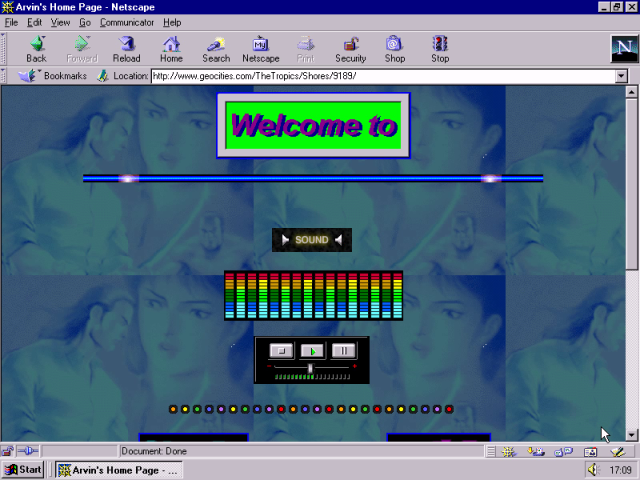 Arvin's Home Page - Netscape
File Edit View Go Communicator Help
Back Forward Reload Home Search Netscape Print Security Shop Stop
N
My
Bookmarks Location: http://www.geocities.com/TheTropics/Shores/9189/
Welcome to
SOUND
Document: Done
Start Arvin's Home Page - ... 17:09